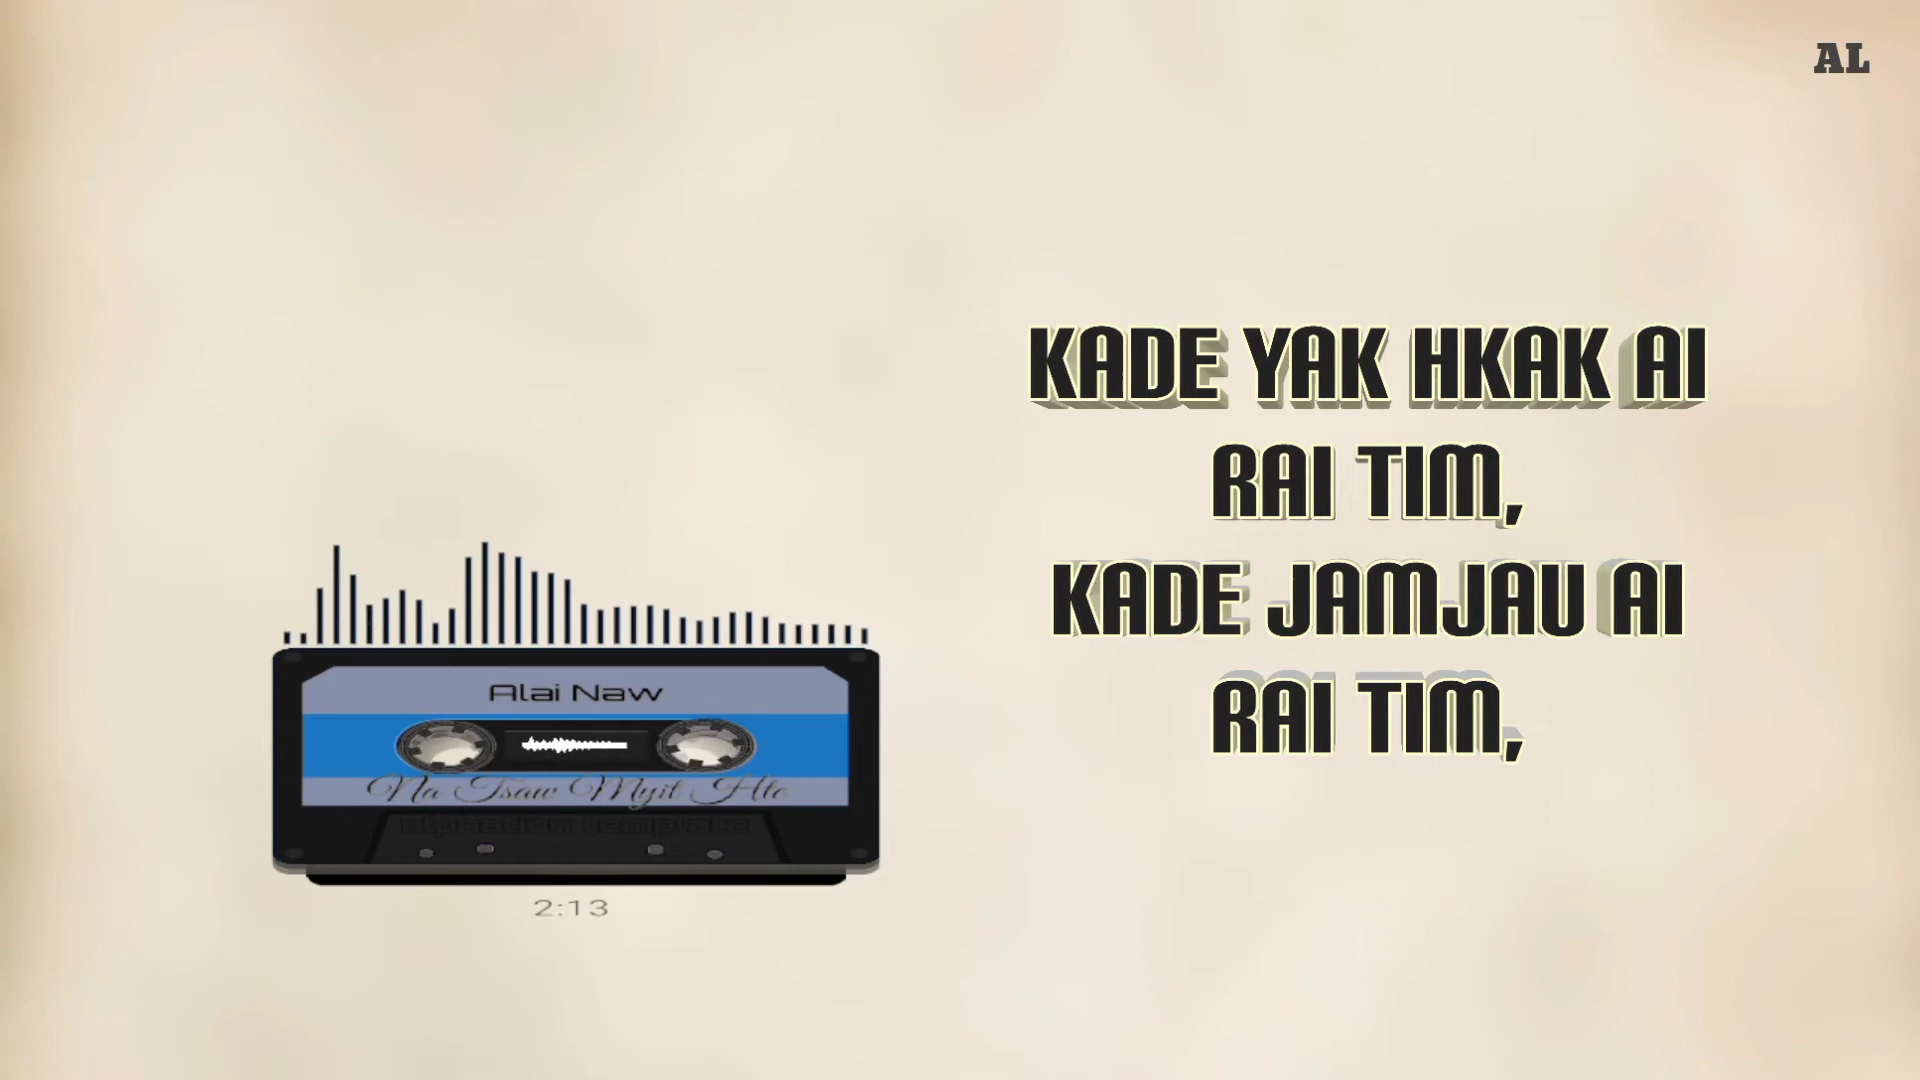 AL
KADE YAK HKAK AI
RAI TIM,
KADE JAMJAU AI
RAI TIM,
Alai Naw
Na Tsaw Myit Hte
2:13